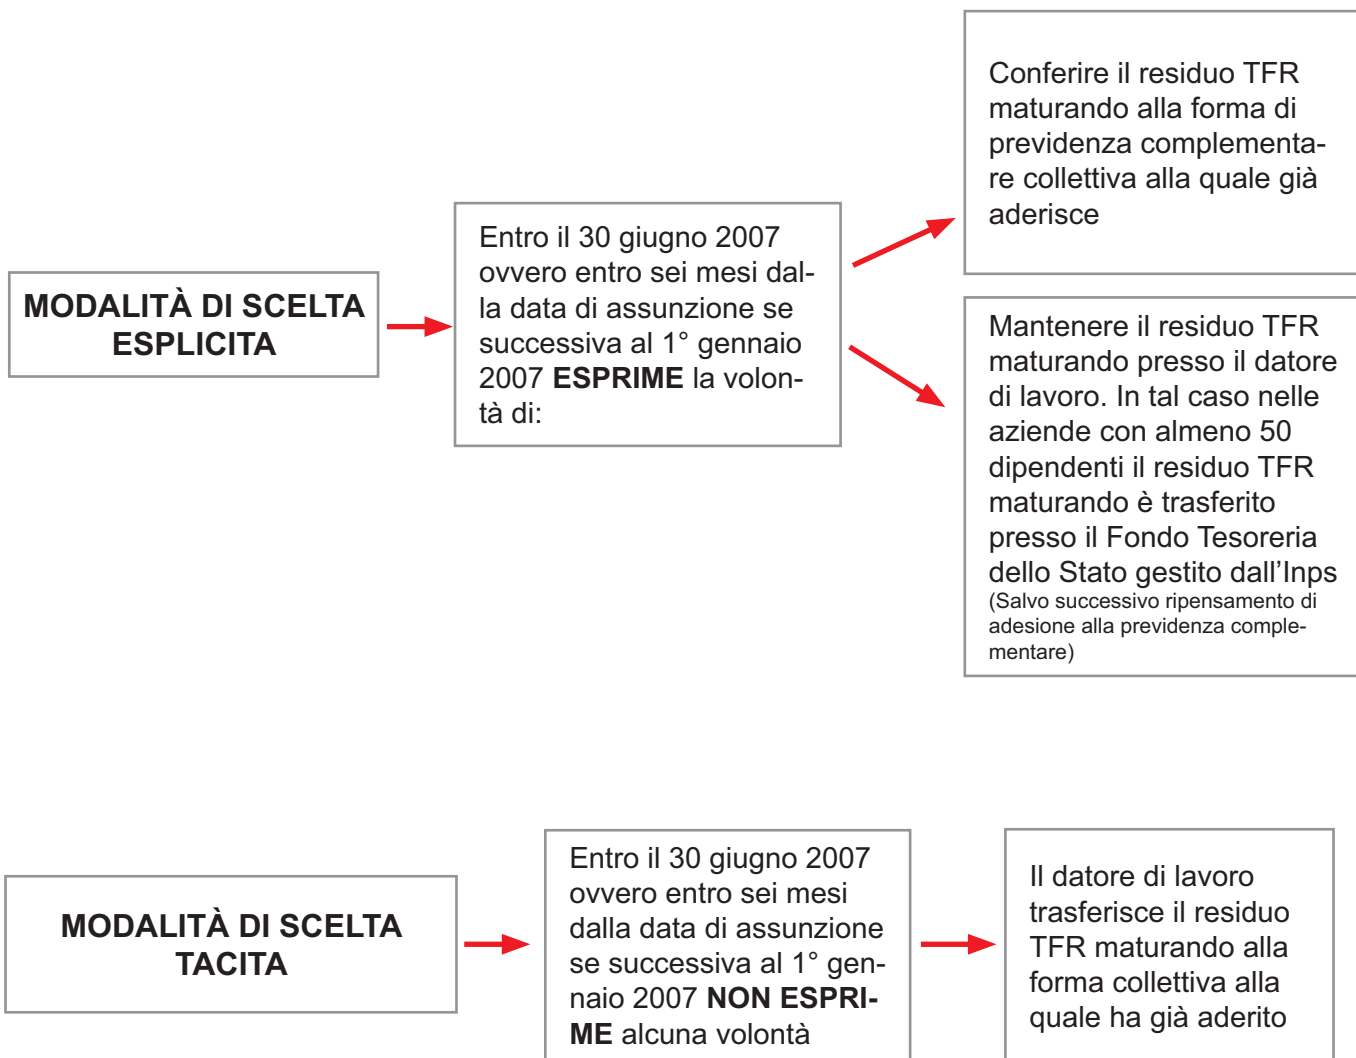 MODALITÀ DI SCELTA
ESPLICITA
Entro il 30 giugno 2007
ovvero entro sei mesi dal-
la data di assunzione se
successiva al 1° gennaio
2007 ESPRIME la volon-
tà di:
Conferire il residuo TFR
maturando alla forma di
previdenza complementa-
re collettiva alla quale già
aderisce
Mantenere il residuo TFR
maturando presso il datore
di lavoro. In tal caso nelle
aziende con almeno 50
dipendenti il residuo TFR
maturando è trasferito
presso il Fondo Tesoreria
dello Stato gestito dall'Inps
(Salvo successivo ripensamento di
adesione alla previdenza comple-
mentare)
MODALITÀ DI SCELTA
TACITA
Entro il 30 giugno 2007
ovvero entro sei mesi
dalla data di assunzione
se successiva al 1° gen-
naio 2007 NON ESPRI-
ME alcuna volontà
Il datore di lavoro
trasferisce il residuo
TFR maturando alla
forma collettiva alla
quale ha già aderito